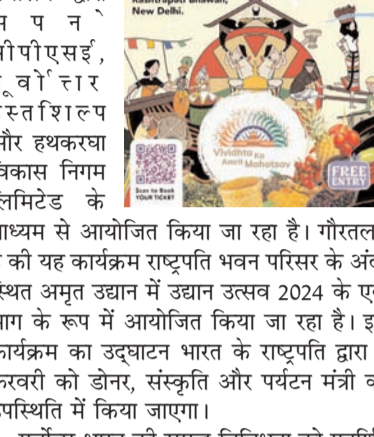 Rashtrapati Bhawan,
New Delhi.
Vividhta Ka
Amrit Mahotsav
Scan to Book
YOUR TICKET
FREE
ENTRY
प न े
ीपीएसई,
ूर्वोत्तर
स्तशिल्प
और हथकरघा
विकास निगम
लिमिटेड के
माध्यम से आयोजित किया जा रहा है। गौरतल
की यह कार्यक्रम राष्ट्रपति भवन परिसर के अंद
स्थित अमृत उद्यान में उद्यान उत्सव 2024 के ए
भाग के रूप में आयोजित किया जा रहा है। इ
कार्यक्रम का उद्घाटन भारत के राष्ट्रपति द्वारा
फरवरी को डोनर, संस्कृति और पर्यटन मंत्री क
उपस्थिति में किया जाएगा।